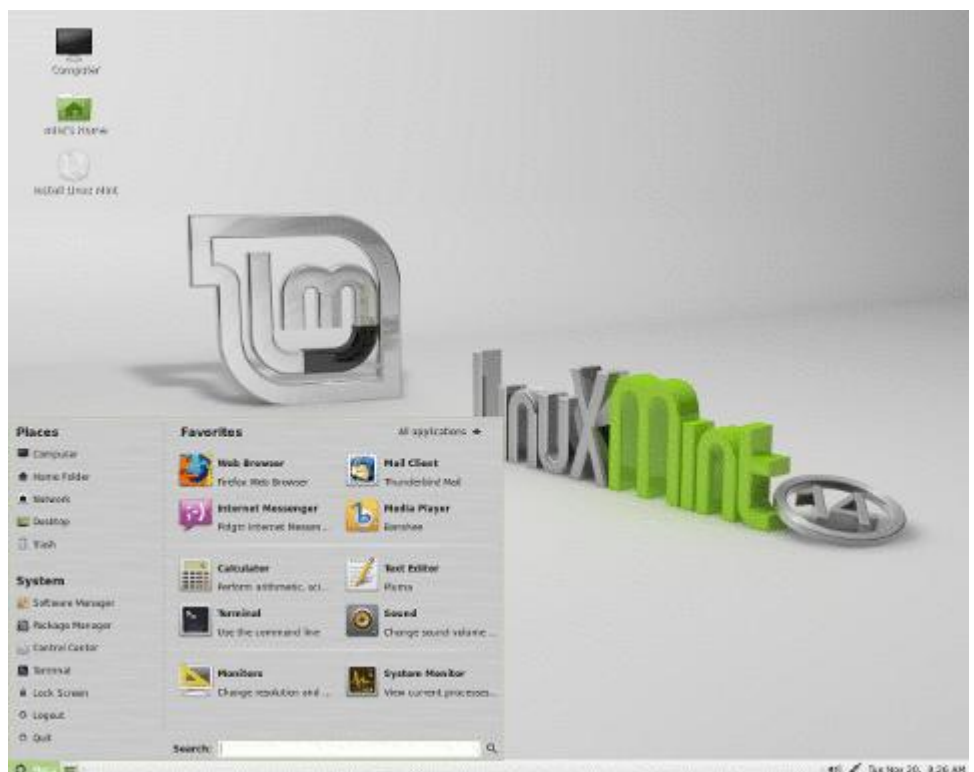 Computer
mint's Home
Install Linux Mint
linuxMint
14
Places
Computer
Home Folder
Network
Desktop
Trash
System
Software Manager
Package Manager
Control Center
Terminal
Lock Screen
Logout
Quit
Favorites
All applications
Web Browser
Firefox Web Browser
Mail Client
Thunderbird Mail
Internet Messenger
Pidgin Internet Messen...
Media Player
Banshee
Calculator
Perform arithmetic, sci...
Text Editor
Pluma
Terminal
Use the command line
Sound
Change sound volume ...
Monitors
Change resolution and ...
System Monitor
View current processes...
Search:
Tue Nov 20, 3:26 AM